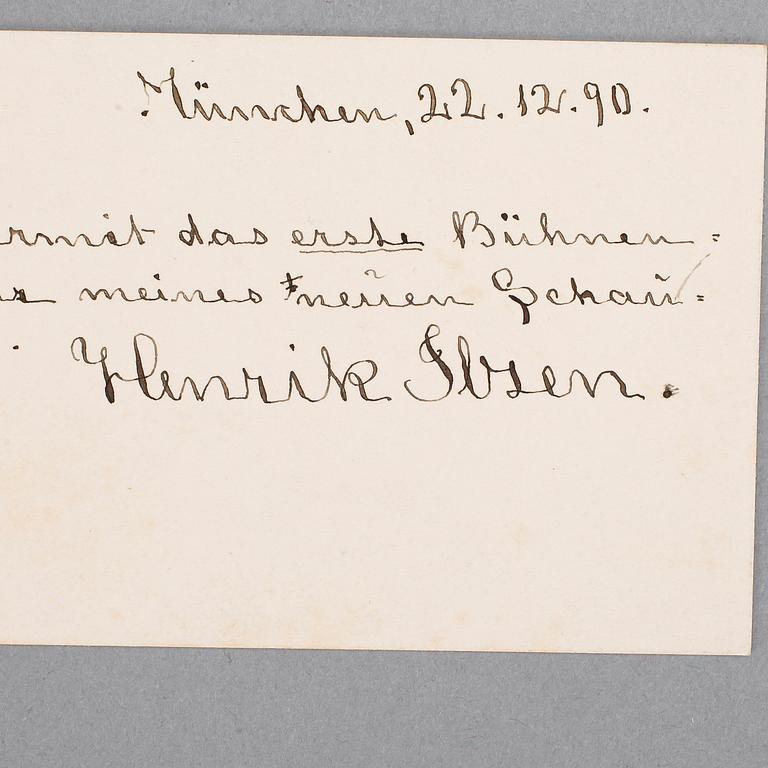 München, 22.12.90.
rmit das erste Bühnen=
meines neuen Schau=
Henrik Ibsen.